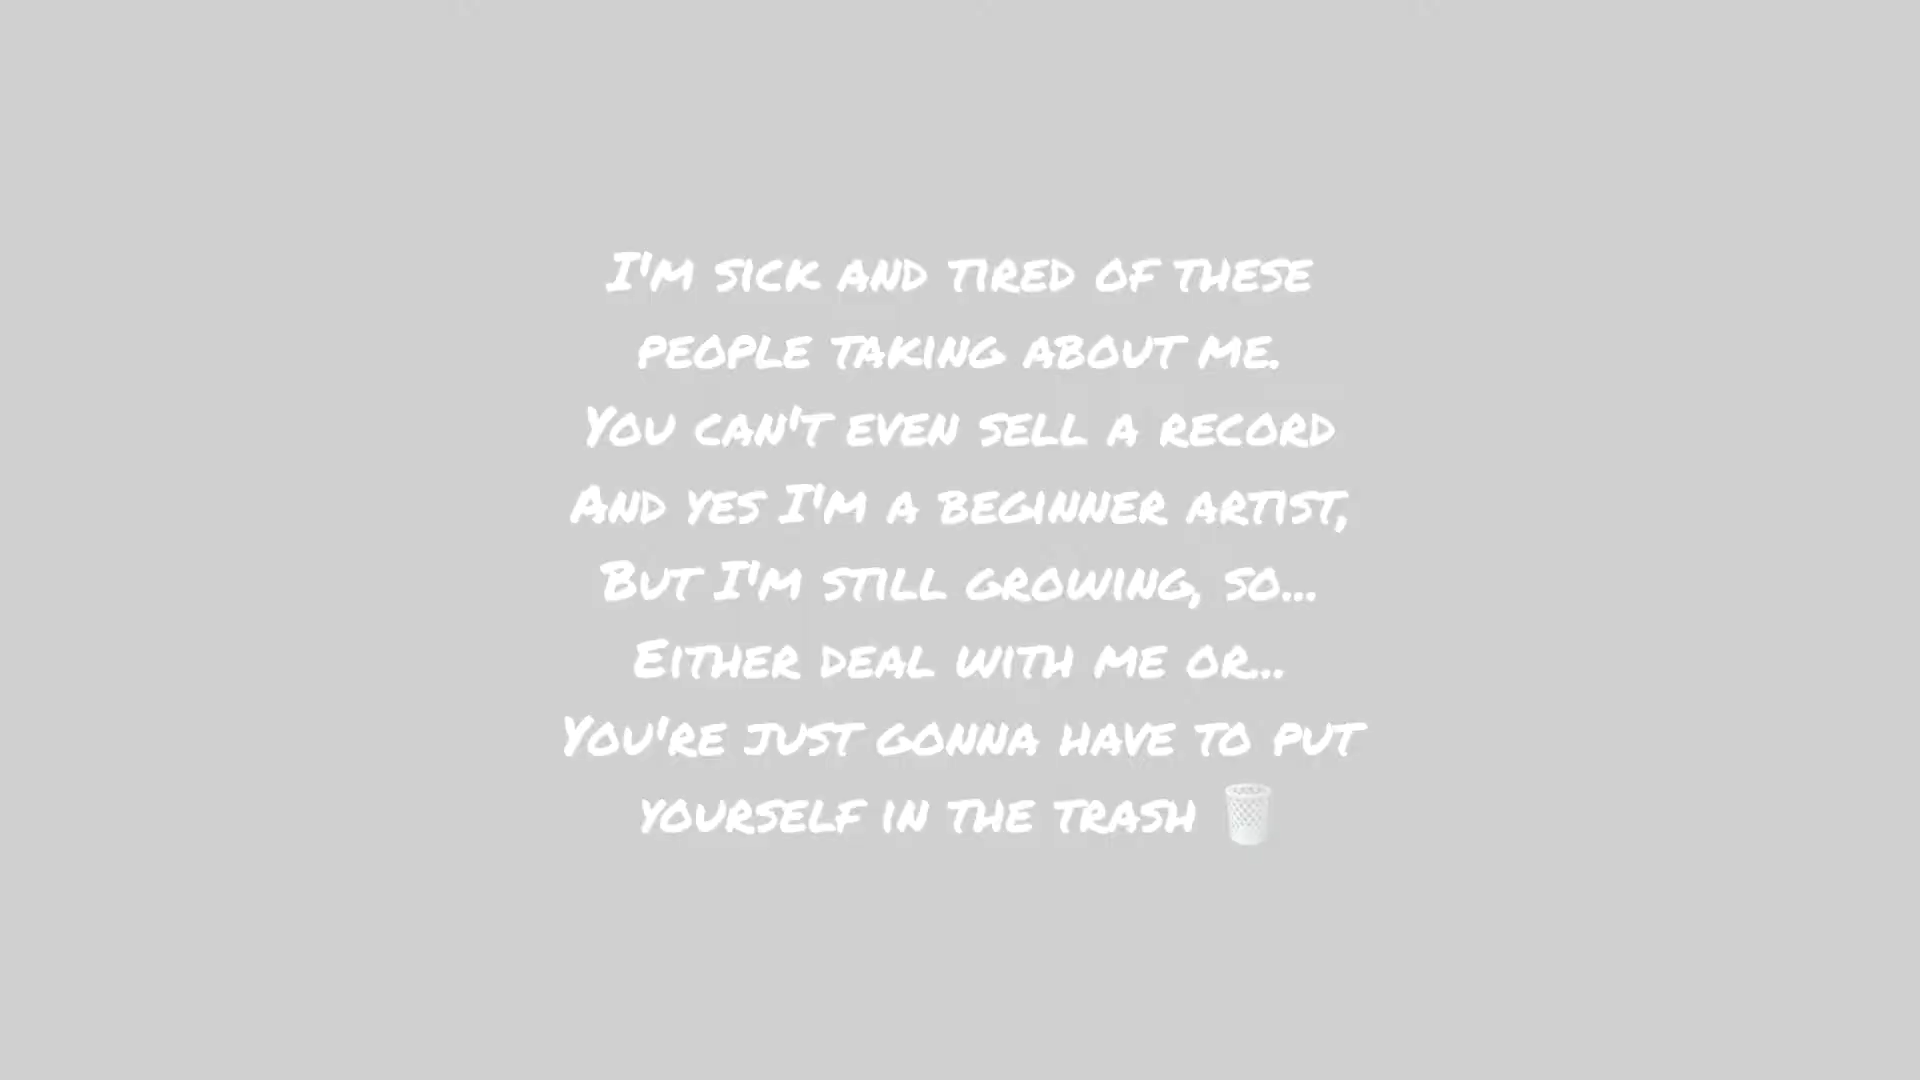 I'm sick and tired of these
people taking about me.
You can't even sell a record
And yes I'm a beginner artist,
But I'm still growing, so...
Either deal with me or...
You're just gonna have to put
yourself in the trash 🗑️